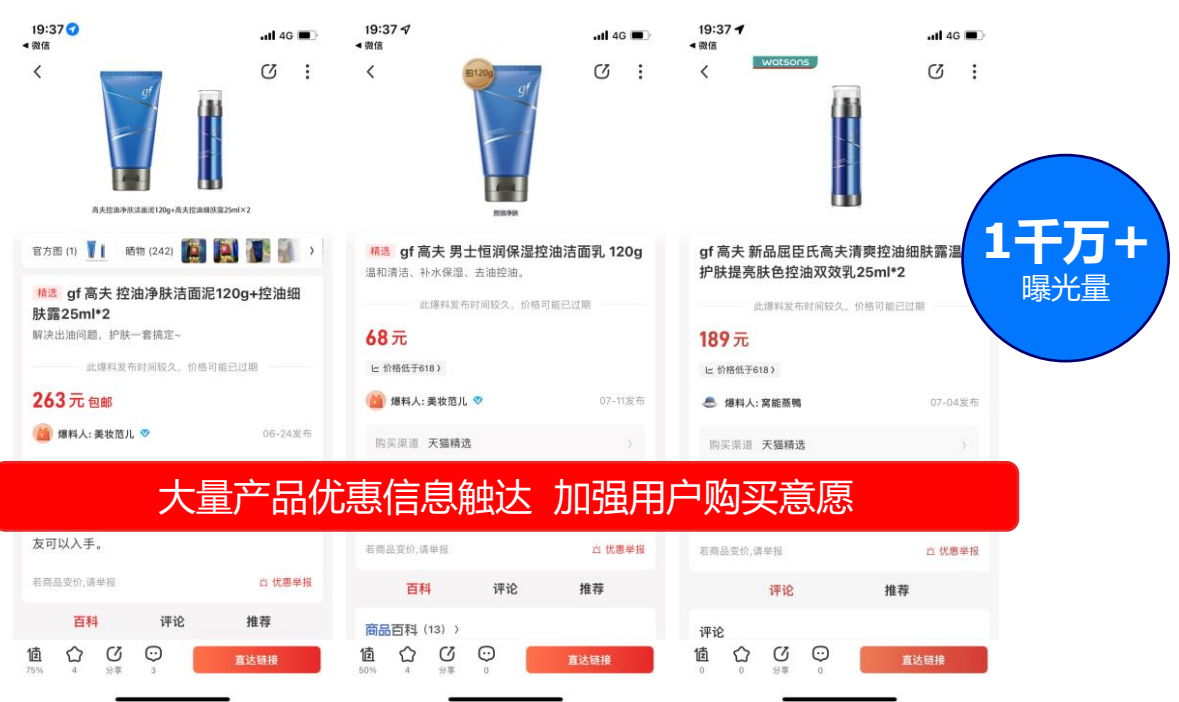 19:37
4G
微信
gf
高夫控油净肤洁面泥120g+高夫控油细肤露25ml×2
官方图 (1)
晒物 (242)
精选 gf 高夫 控油净肤洁面泥120g+控油细
肤露25ml*2
解决出油问题，护肤一套搞定~
此爆料发布时间较久，价格可能已过期
263元 包邮
爆料人: 美妆范儿
06-24发布
友可以入手。
若商品变价,请举报
优惠举报
百科
评论
推荐
值
75%
4
分享
3
直达链接
19:37
4G
微信
拍120g
gf
控油净肤
精选 gf 高夫 男士恒润保湿控油洁面乳 120g
温和清洁、补水保湿、去油控油。
此爆料发布时间较久，价格可能已过期
68元
价格低于618
爆料人: 美妆范儿
07-11发布
购买渠道 天猫精选
若商品变价,请举报
优惠举报
百科
评论
推荐
商品百科（13）
值
50%
4
分享
0
直达链接
19:37
4G
微信
watsons
gf 高夫 新品屈臣氏高夫清爽控油细肤露温
护肤提亮肤色控油双效乳25ml*2
此爆料发布时间较久，价格可能已过期
189元
价格低于618
爆料人: 窝能蒸鴨
07-04发布
购买渠道 天猫精选
若商品变价,请举报
优惠举报
评论
推荐
评论
值
0
0
分享
0
直达链接
1千万+
曝光量
大量产品优惠信息触达 加强用户购买意愿